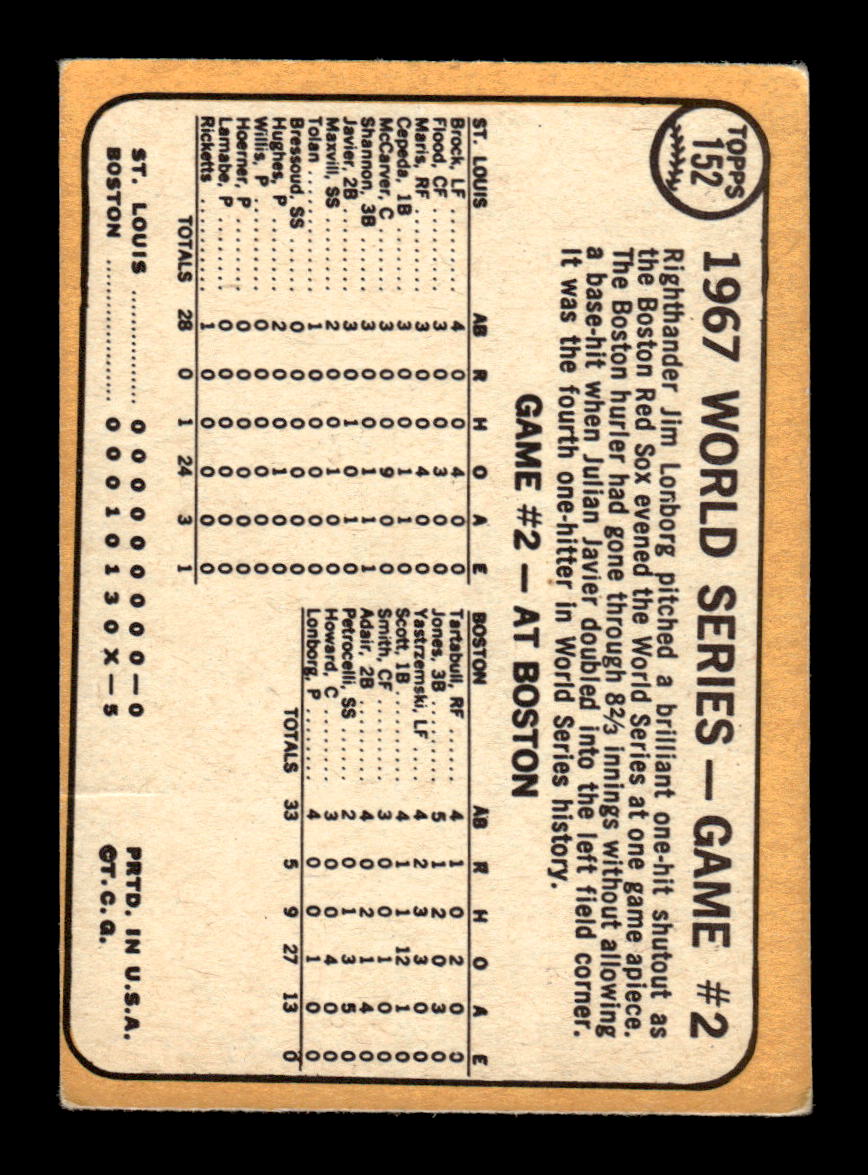 TOPPS
152
1967 WORLD SERIES — GAME #2
Righthander Jim Lonborg pitched a brilliant one-hit shutout as
the Boston Red Sox evened the World Series at one game apiece.
The Boston hurler had gone through 8⅔ innings without allowing
a base-hit when Julian Javier doubled into the left field corner.
It was the fourth one-hitter in World Series history.
GAME #2 — AT BOSTON
ST. LOUIS AB R H O A E
Brock, LF ........ 4 0 0 4 0 0
Flood, CF ........ 3 0 0 3 0 0
Maris, RF ........ 3 0 0 4 0 0
Cepeda, 1B ........ 3 0 0 1 1 0
McCarver, C ........ 3 0 0 9 0 0
Shannon, 3B ........ 3 0 0 1 1 1
Javier, 2B ........ 3 0 1 0 1 0
Maxvill, SS ........ 2 0 0 1 0 0
Tolan ........ 1 0 0 0 0 0
Bressoud, SS ........ 0 0 0 0 0 0
Hughes, P ........ 2 0 0 1 0 0
Willis, P ........ 0 0 0 0 0 0
Hoerner, P ........ 0 0 0 0 0 0
Lamabe, P ........ 0 0 0 0 0 0
Ricketts ........ 1 0 0 0 0 0
TOTALS 28 0 1 24 3 1
BOSTON AB R H O A E
Tartabull, RF ...... 4 1 0 2 0 0
Jones, 3B ........ 5 1 2 0 3 0
Yastrzemski, LF .... 4 2 3 3 0 0
Scott, 1B ........ 4 1 1 12 1 0
Smith, CF ........ 3 0 0 1 0 0
Adair, 2B ........ 4 0 2 1 4 0
Petrocelli, SS ...... 2 0 1 3 5 0
Howard, C ........ 3 0 0 4 0 0
Lonborg, P ........ 4 0 0 1 0 0
TOTALS 33 5 9 27 13 0
ST. LOUIS ............ 0 0 0 0 0 0 0 0 0 — 0
BOSTON ............ 0 0 0 1 0 1 3 0 X — 5
PRTD. IN U.S.A.
©T.C.G.